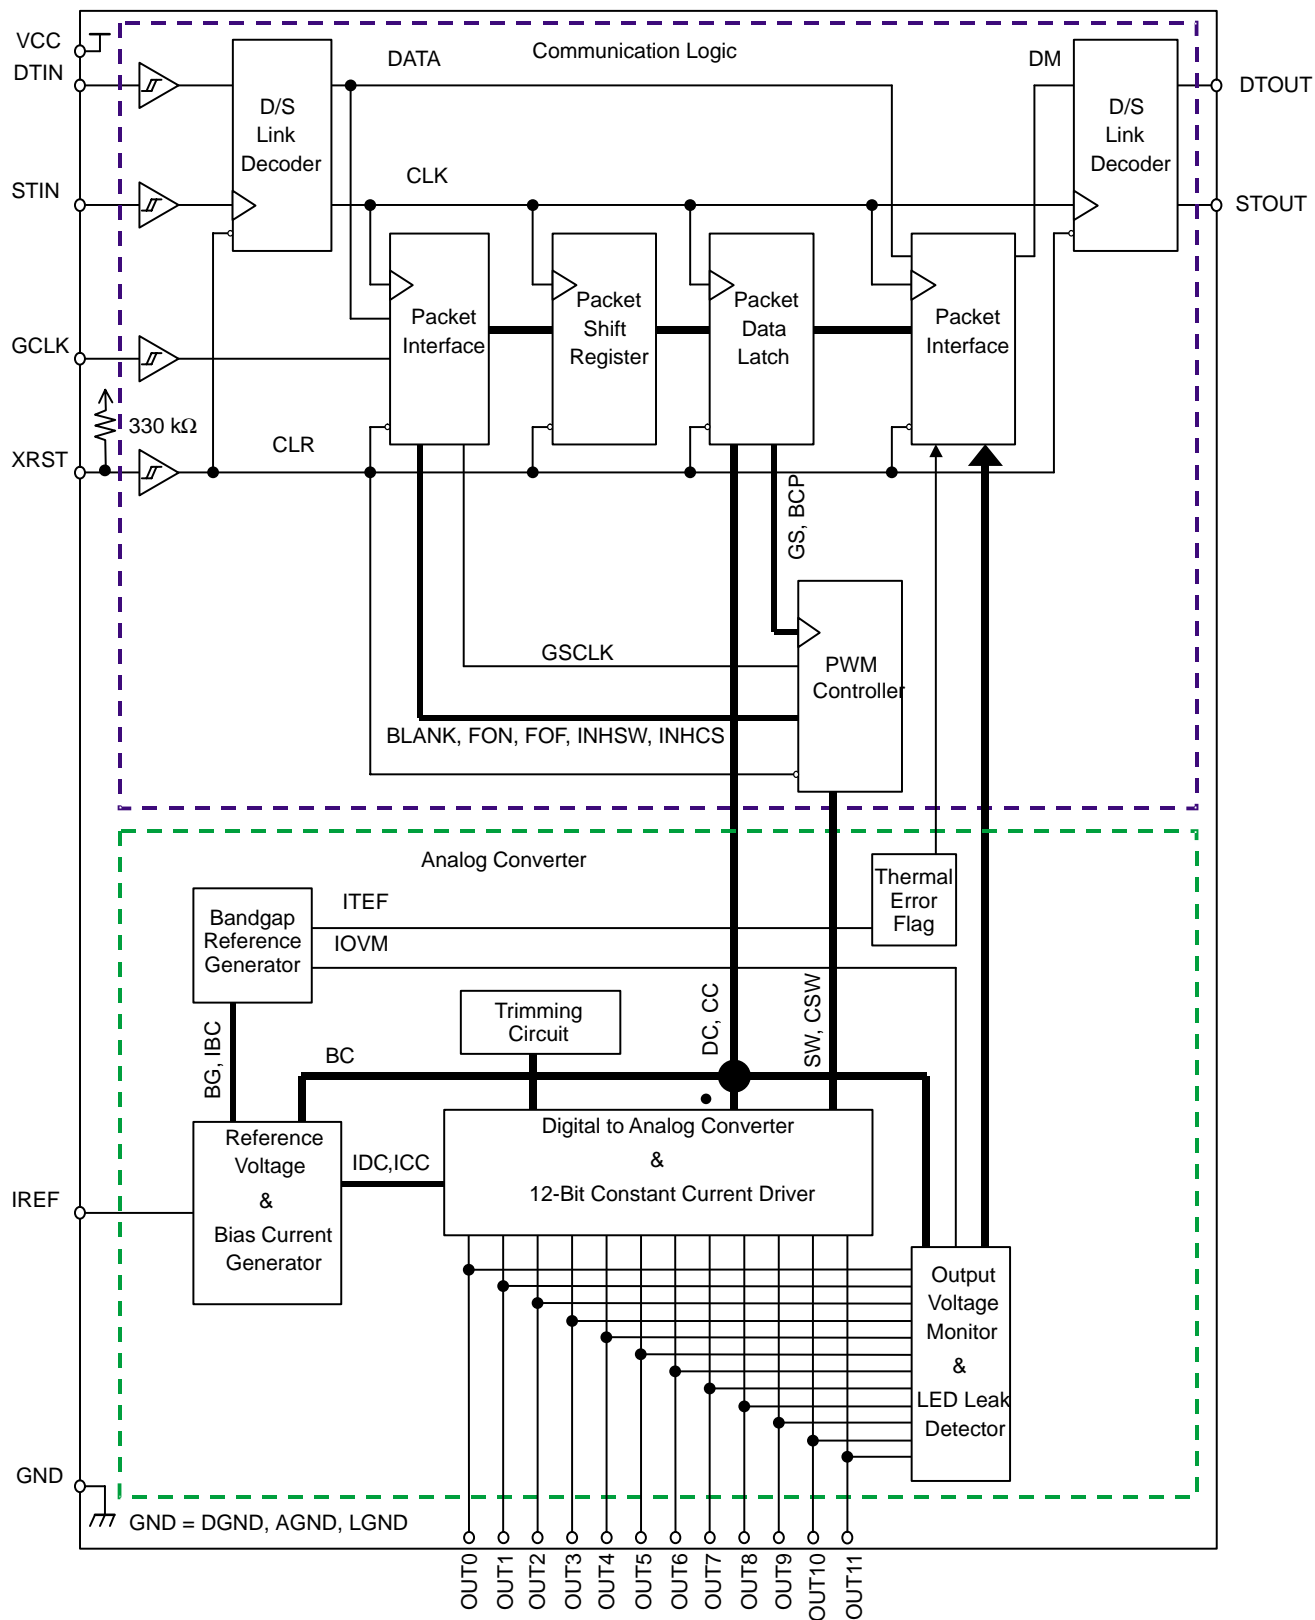 VCC
DTIN
DATA
Communication Logic
DM
DTOUT
D/S
Link
Decoder
D/S
Link
Decoder
STIN
CLK
STOUT
Packet
Interface
Packet
Shift
Register
Packet
Data
Latch
Packet
Interface
GCLK
330 kΩ
XRST
CLR
GS, BCP
GSCLK
PWM
Controller
BLANK, FON, FOF, INHSW, INHCS
Analog Converter
Thermal
Error
Flag
Bandgap
Reference
Generator
ITEF
IOVM
Trimming
Circuit
DC, CC
SW, CSW
BG, IBC
BC
Reference
Voltage
&
Bias Current
Generator
IDC,ICC
Digital to Analog Converter
&
12-Bit Constant Current Driver
IREF
Output
Voltage
Monitor
&
LED Leak
Detector
GND
GND = DGND, AGND, LGND
OUT0
OUT1
OUT2
OUT3
OUT4
OUT5
OUT6
OUT7
OUT8
OUT9
OUT10
OUT11